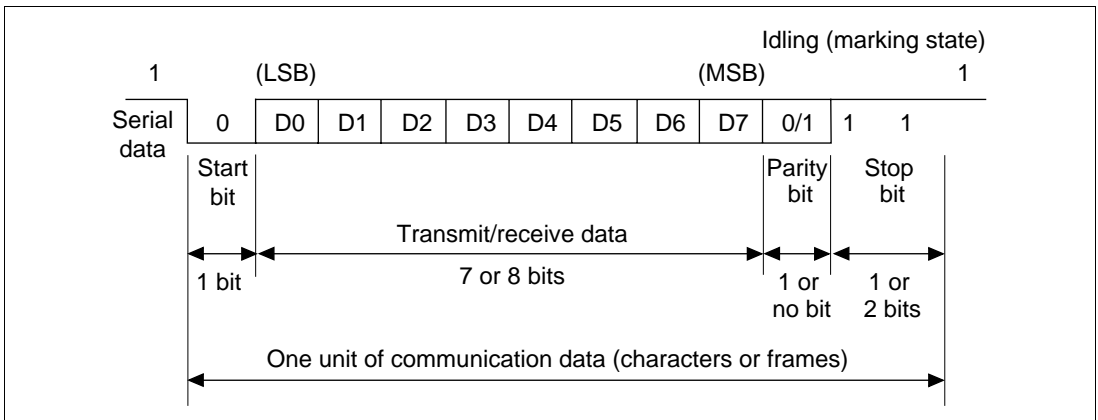 Idling (marking state)
1 (LSB) (MSB) 1
Serial data 0 D0 D1 D2 D3 D4 D5 D6 D7 0/1 1 1
Start bit
Parity bit
Stop bit
Transmit/receive data
1 bit
7 or 8 bits
1 or no bit
1 or 2 bits
One unit of communication data (characters or frames)